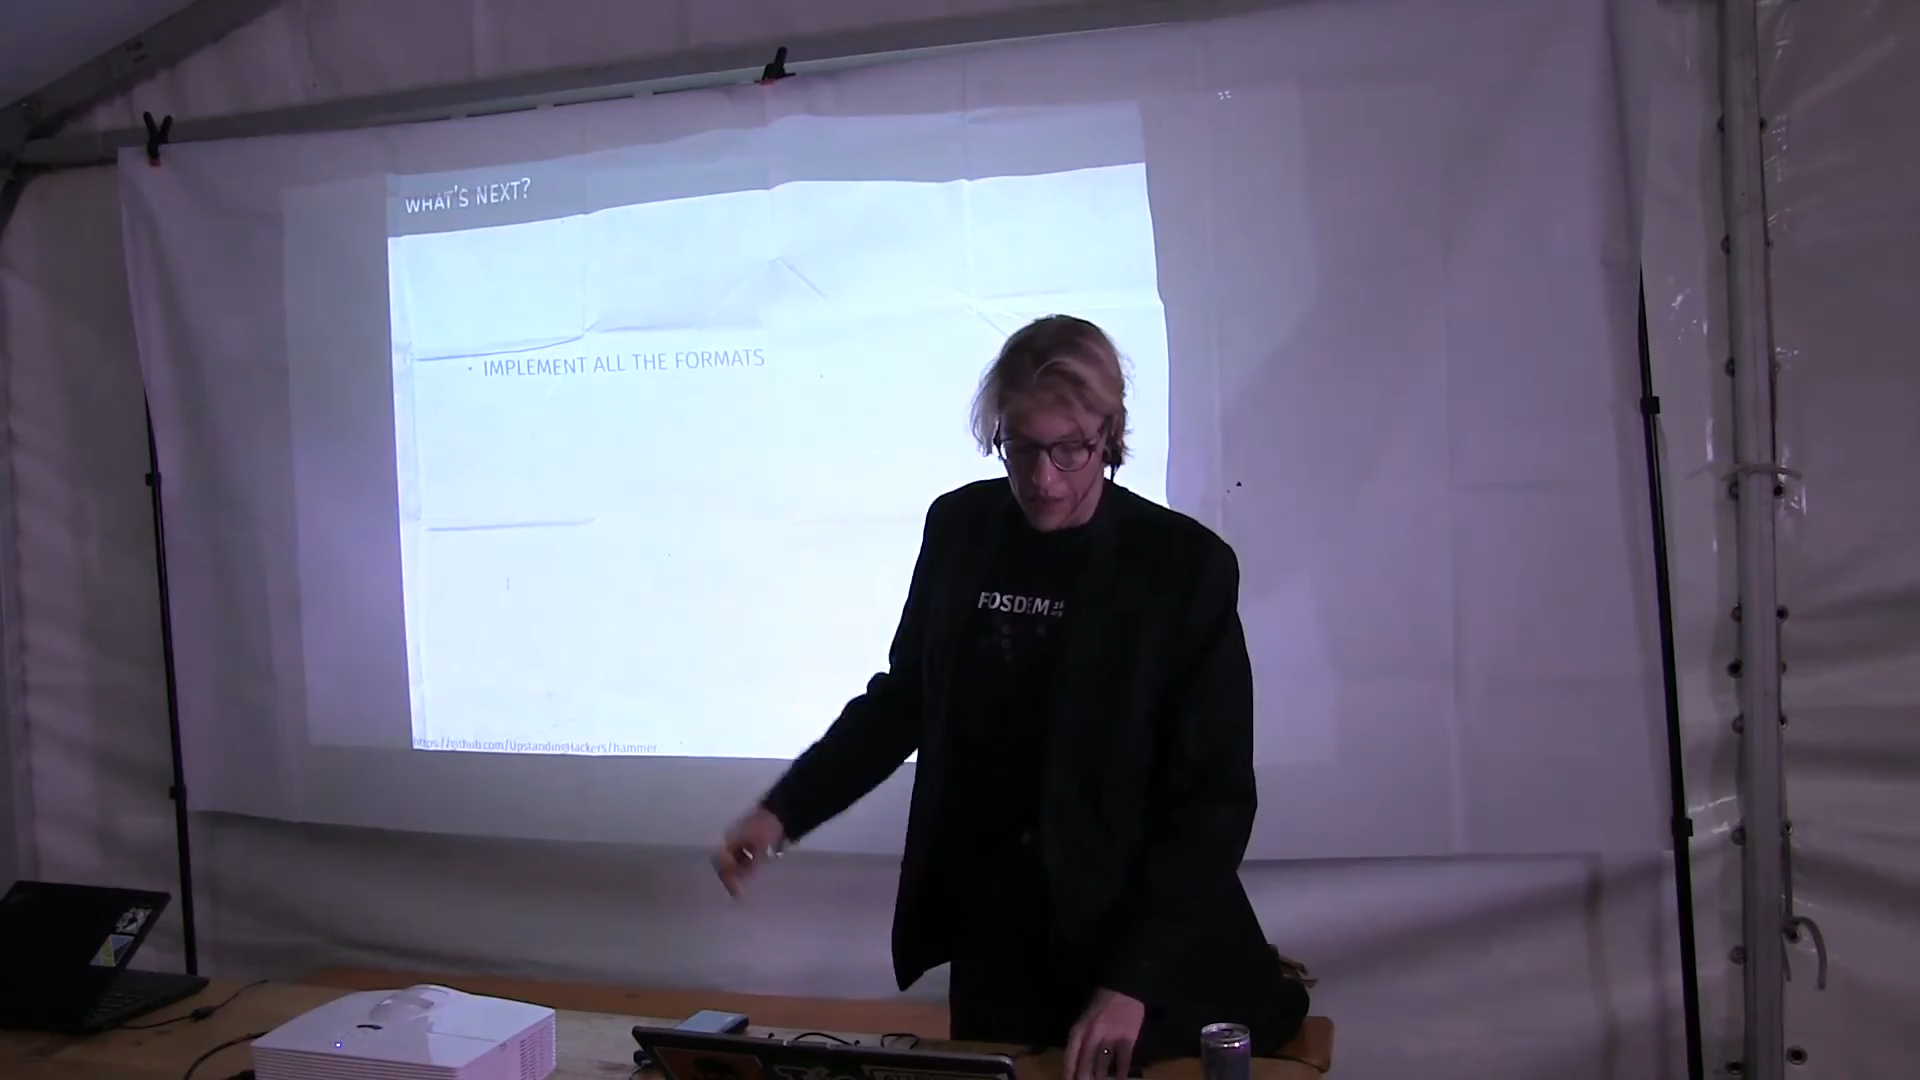 WHAT'S NEXT?
• IMPLEMENT ALL THE FORMATS
https://github.com/UpstandingHackers/hammer
FOSDEM